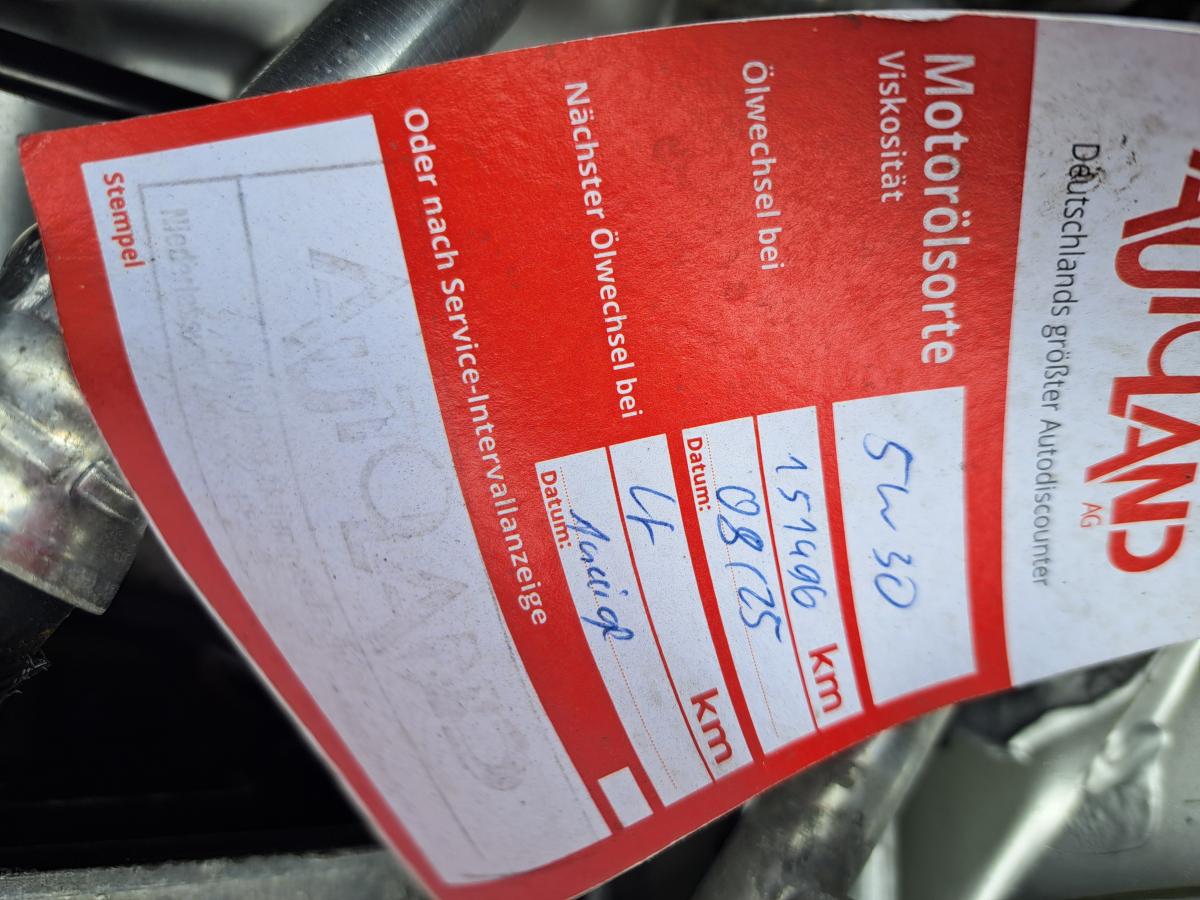 AUTOLAND
AG
Deutschlands größter Autodiscounter
Motorölsorte
Viskosität
5W30
Ölwechsel bei
151496 km
Datum: 08/25
Nächster Ölwechsel bei
km
Datum: Anzeige
Oder nach Service-Intervallanzeige
AUTOLAND
Stempel